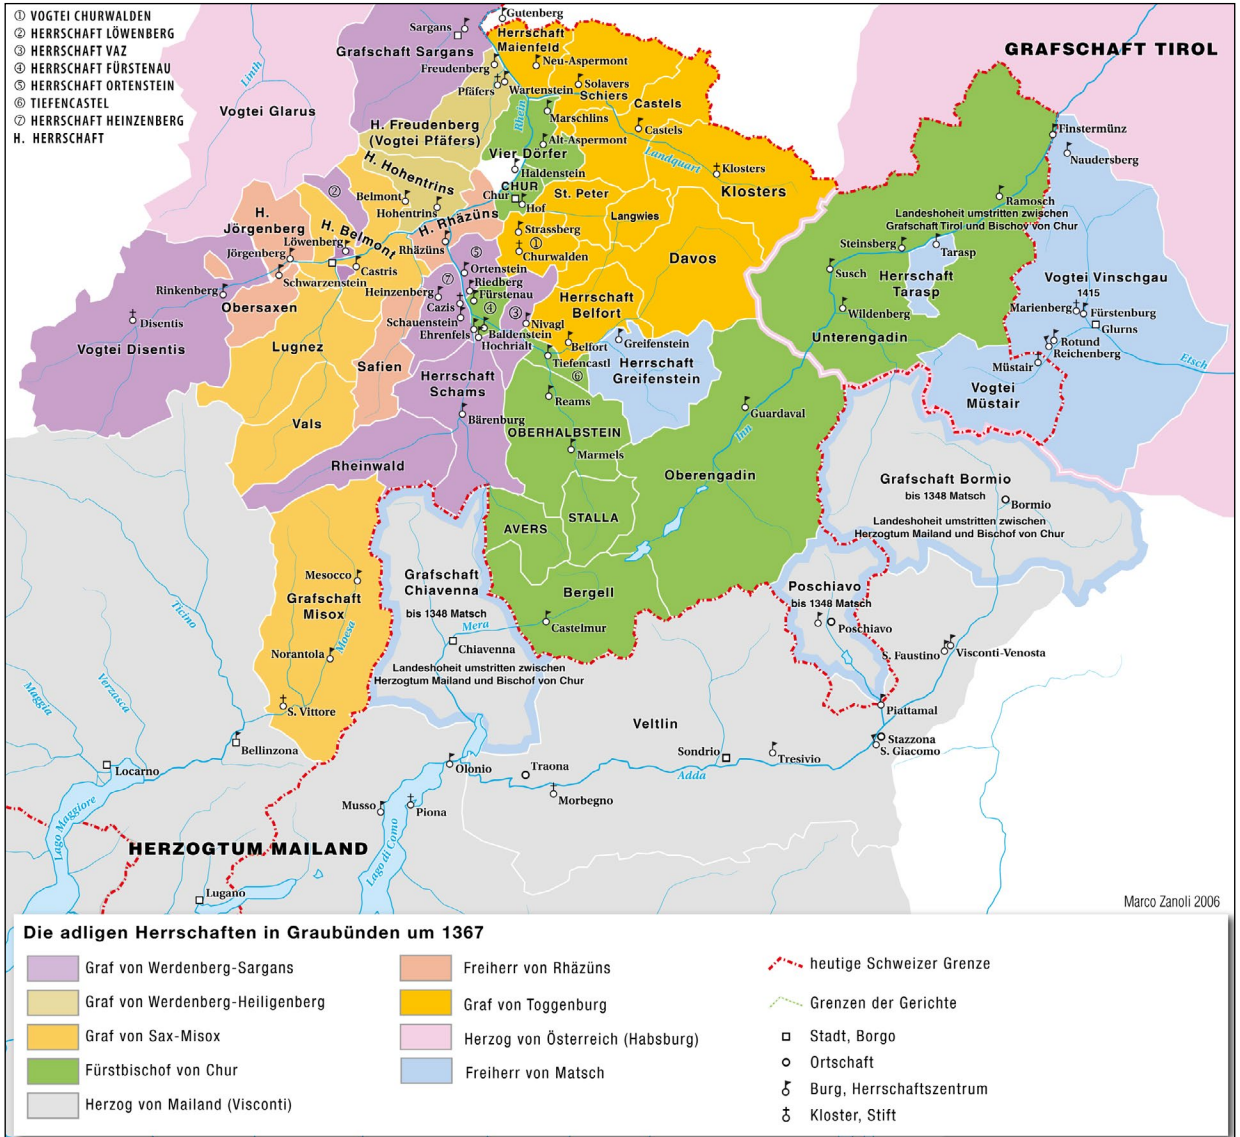 ① VOGTEI CHURWALDEN
② HERRSCHAFT LÖWENBERG
③ HERRSCHAFT VAZ
④ HERRSCHAFT FÜRSTENAU
⑤ HERRSCHAFT ORTENSTEIN
⑥ TIEFENCASTEL
⑦ HERRSCHAFT HEINZENBERG
H. HERRSCHAFT
Gutenberg
Sargans
Grafschaft Sargans
Herrschaft
Maienfeld
Neu-Aspermont
Freudenberg
Pfäfers
Wartenstein
Solavers
Schiers
Castels
Castels
Marschlins
Linth
Vogtei Glarus
H. Freudenberg
(Vogtei Pfäfers)
Rhein
Alt-Aspermont
Vier Dörfer
Haldenstein
Landquart
Klosters
Klosters
GRAFSCHAFT TIROL
Finstermünz
Naudersberg
H. Hohentrins
②
Belmont
Hohentrins
CHUR
Chur
Hof
St. Peter
Langwies
H.
Jörgenberg
H. Belmont
Löwenberg
Jörgenberg
H. Rhäzüns
Rhäzüns
Strassberg
①
Churwalden
Davos
Ramosch
Landeshoheit umstritten zwischen
Grafschaft Tirol und Bischof von Chur
Steinsberg
Tarasp
Susch
Herrschaft
Tarasp
Wildenberg
Unterengadin
Vogtei Vinschgau
1415
Marienberg
Fürstenburg
Glurns
Rotund
Reichenberg
Müstair
Etsch
Vogtei
Müstair
Castris
Schwarzenstein
Rinkenberg
Obersaxen
Disentis
Vogtei Disentis
⑤
Ortenstein
⑦
Riedberg
Heinzenberg
Fürstenau
Cazis
④
③
Schauenstein
Nivagl
Ehrenfels
Baldenstein
Hochrialt
Herrschaft
Belfort
Belfort
Greifenstein
Tiefencastl
⑥
Herrschaft
Greifenstein
Lugnez
Safien
Herrschaft
Schams
Reams
Bärenburg
Vals
OBERHALBSTEIN
Marmels
Guardaval
Inn
Oberengadin
Rheinwald
AVERS
STALLA
Bergell
Castelmur
Grafschaft Bormio
bis 1348 Matsch
Bormio
Landeshoheit umstritten zwischen
Herzogtum Mailand und Bischof von Chur
Mesocco
Grafschaft
Misox
Moesa
Norantola
S. Vittore
Grafschaft
Chiavenna
bis 1348 Matsch
Mera
Chiavenna
Landeshoheit umstritten zwischen
Herzogtum Mailand und Bischof von Chur
Poschiavo
bis 1348 Matsch
Poschiavo
S. Faustino
Visconti-Venosta
Piattamal
Stazzona
S. Giacomo
Veltlin
Sondrio
Tresivio
Adda
Traona
Morbegno
Olonio
Musso
Piona
Lago di Como
Ticino
Maggia
Verzasca
Bellinzona
Locarno
Lago Maggiore
HERZOGTUM MAILAND
Lugano
Marco Zanoli 2006
Die adligen Herrschaften in Graubünden um 1367
Graf von Werdenberg-Sargans
Graf von Werdenberg-Heiligenberg
Graf von Sax-Misox
Fürstbischof von Chur
Herzog von Mailand (Visconti)
Freiherr von Rhäzüns
Graf von Toggenburg
Herzog von Österreich (Habsburg)
Freiherr von Matsch
heutige Schweizer Grenze
Grenzen der Gerichte
Stadt, Borgo
Ortschaft
Burg, Herrschaftszentrum
Kloster, Stift